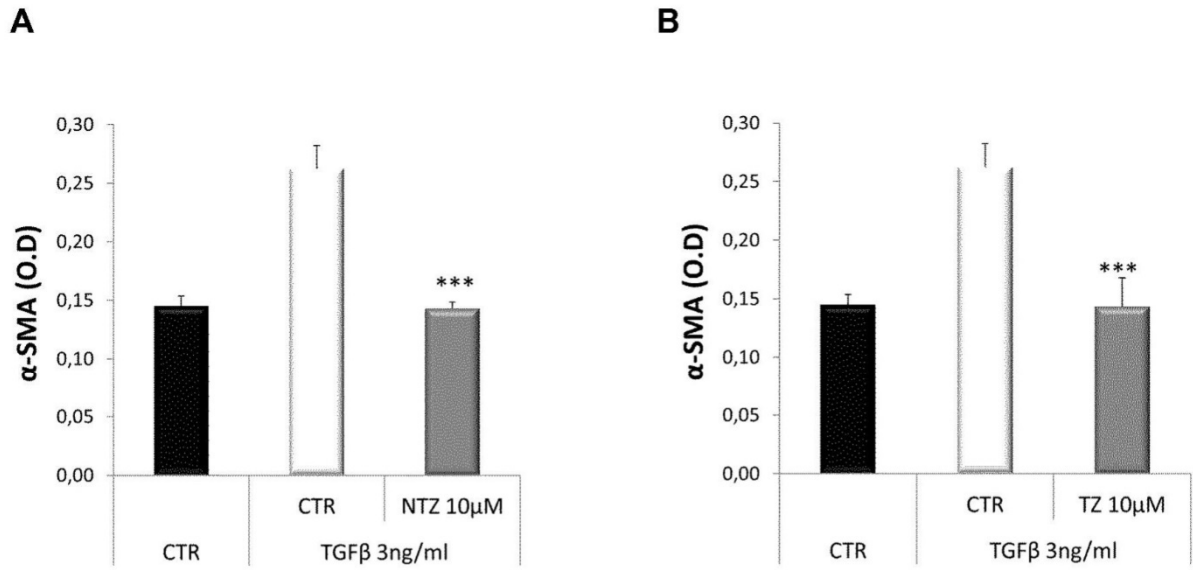 A
α-SMA (O.D)
0,30
0,25
0,20
0,15
0,10
0,05
0,00
***
CTR
NTZ 10µM
CTR
TGFβ 3ng/ml
B
α-SMA (O.D)
0,30
0,25
0,20
0,15
0,10
0,05
0,00
***
CTR
TZ 10µM
CTR
TGFβ 3ng/ml